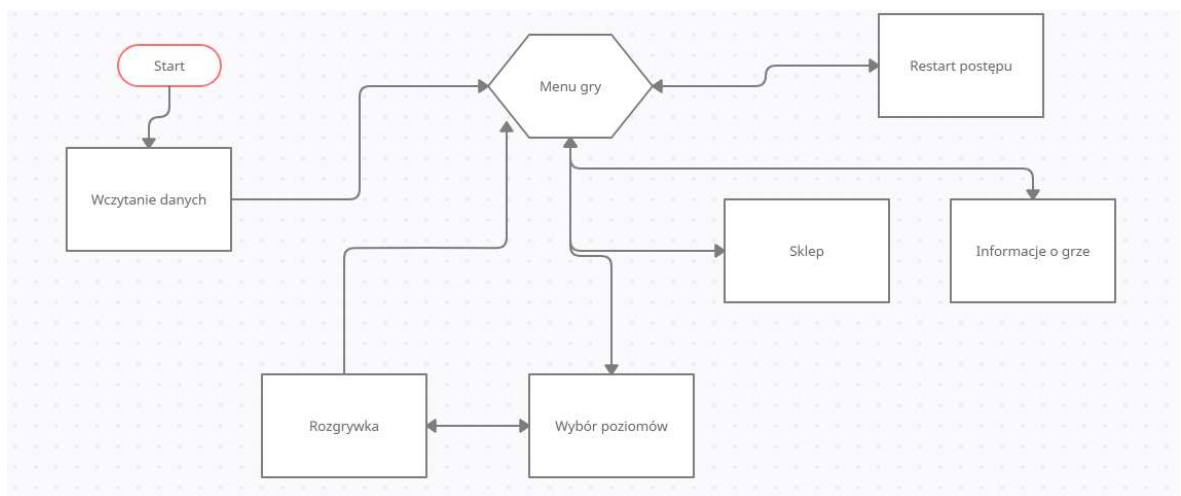 Start
Menu gry
Restart postępu
Wczytanie danych
Sklep
Informacje o grze
Rozgrywka
Wybór poziomów